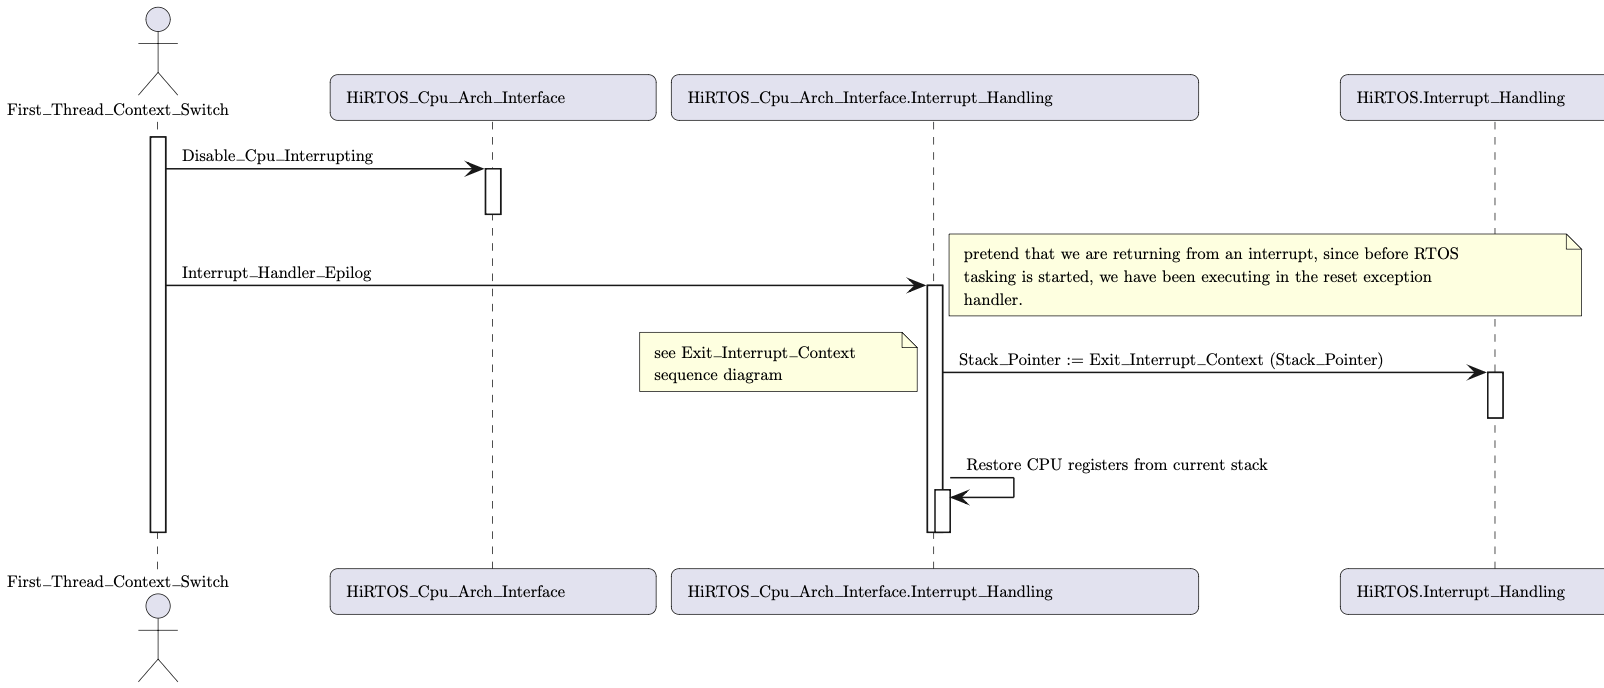 First_Thread_Context_Switch
HiRTOS_Cpu_Arch_Interface
HiRTOS_Cpu_Arch_Interface.Interrupt_Handling
HiRTOS.Interrupt_Handling
Disable_Cpu_Interrupting
pretend that we are returning from an interrupt, since before RTOS
tasking is started, we have been executing in the reset exception
handler.
Interrupt_Handler_Epilog
see Exit_Interrupt_Context
sequence diagram
Stack_Pointer := Exit_Interrupt_Context (Stack_Pointer)
Restore CPU registers from current stack
First_Thread_Context_Switch
HiRTOS_Cpu_Arch_Interface
HiRTOS_Cpu_Arch_Interface.Interrupt_Handling
HiRTOS.Interrupt_Handling